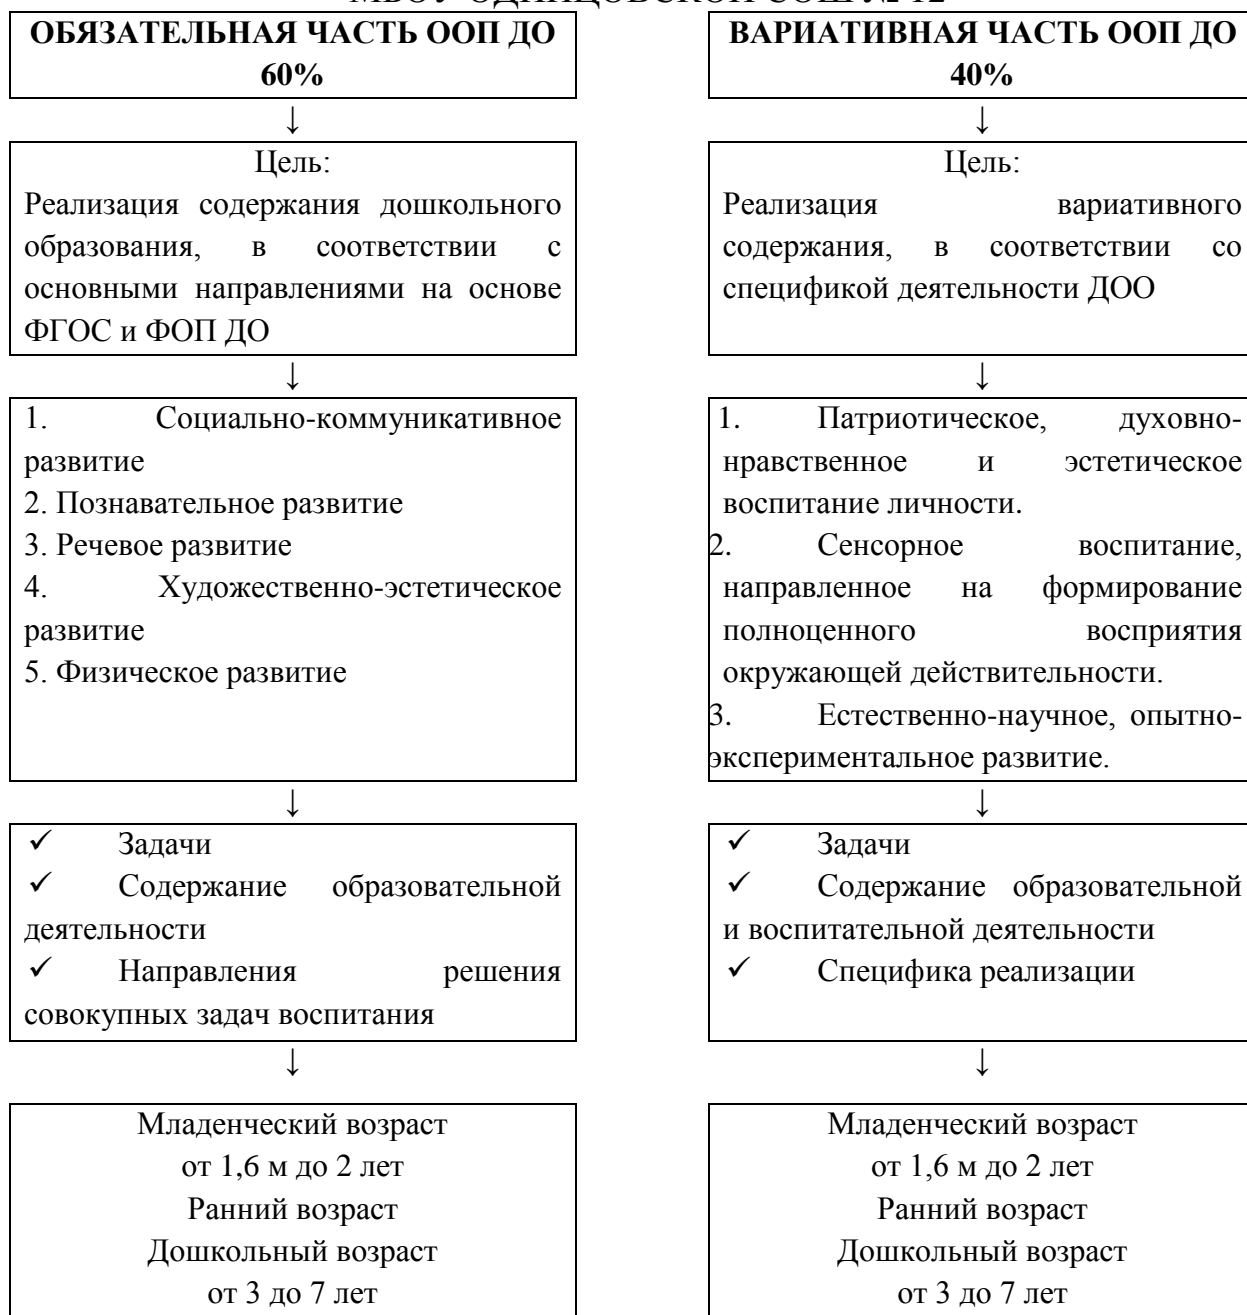 МБОУ ОДИНЦОВСКОЙ СОШ № 12
ОБЯЗАТЕЛЬНАЯ ЧАСТЬ ООП ДО
60%
↓
Цель:
Реализация содержания дошкольного
образования, в соответствии с
основными направлениями на основе
ФГОС и ФОП ДО
↓
1. Социально-коммуникативное
развитие
2. Познавательное развитие
3. Речевое развитие
4. Художественно-эстетическое
развитие
5. Физическое развитие
↓
✓ Задачи
✓ Содержание образовательной
деятельности
✓ Направления решения
совокупных задач воспитания
↓
Младенческий возраст
от 1,6 м до 2 лет
Ранний возраст
Дошкольный возраст
от 3 до 7 лет
ВАРИАТИВНАЯ ЧАСТЬ ООП ДО
40%
↓
Цель:
Реализация вариативного
содержания, в соответствии со
спецификой деятельности ДОО
↓
1. Патриотическое, духовно-
нравственное и эстетическое
воспитание личности.
2. Сенсорное воспитание,
направленное на формирование
полноценного восприятия
окружающей действительности.
3. Естественно-научное, опытно-
экспериментальное развитие.
↓
✓ Задачи
✓ Содержание образовательной
и воспитательной деятельности
✓ Специфика реализации
↓
Младенческий возраст
от 1,6 м до 2 лет
Ранний возраст
Дошкольный возраст
от 3 до 7 лет